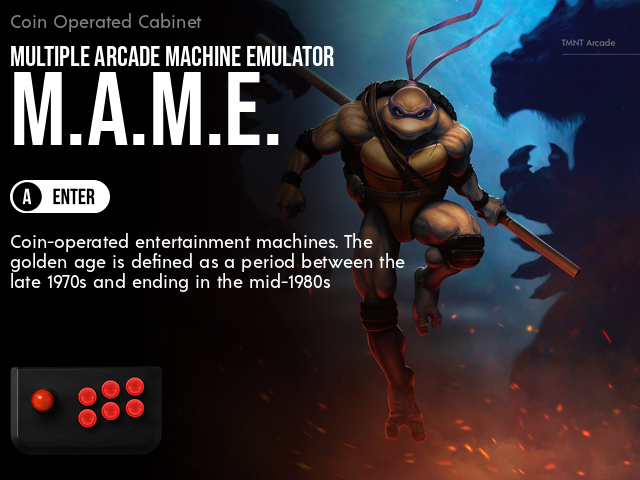 Coin Operated Cabinet
TMNT Arcade
MULTIPLE ARCADE MACHINE EMULATOR
M.A.M.E.
A ENTER
Coin-operated entertainment machines. The
golden age is defined as a period between the
late 1970s and ending in the mid-1980s